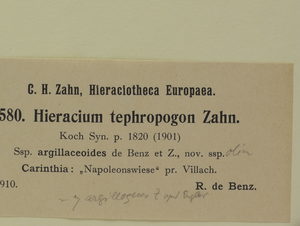 C. H. Zahn, Hieraciotheca Europaea.
580. Hieracium tephropogon Zahn.
Koch Syn. p. 1820 (1901)
Ssp. argillaceoides de Benz et Z., nov. ssp. olim
Carinthia: „Napoleonswiese" pr. Villach.
910. R. de Benz.